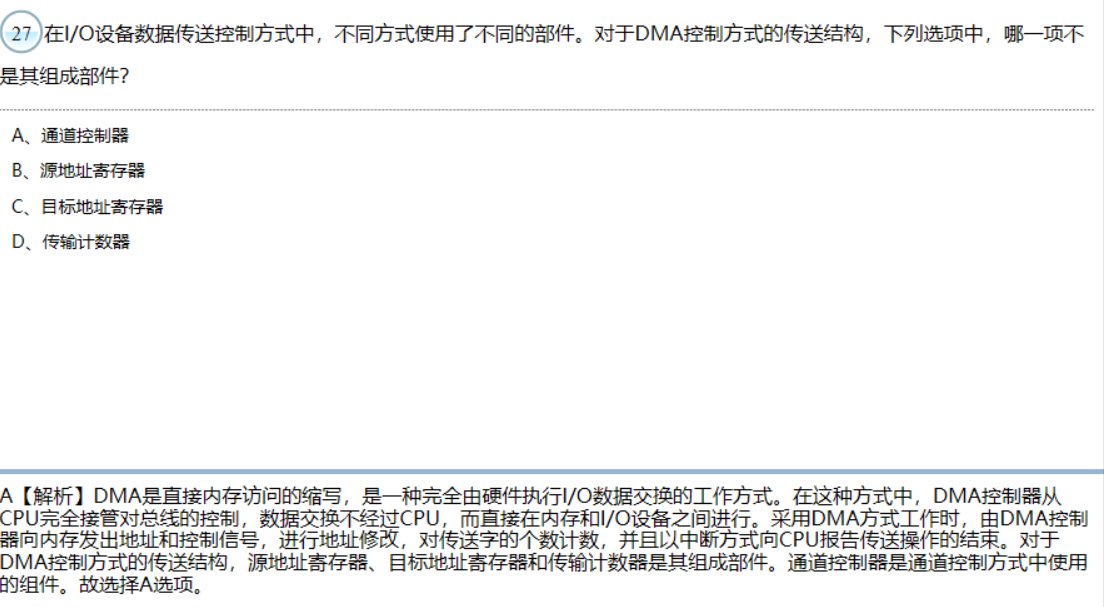 27 在I/O设备数据传送控制方式中，不同方式使用了不同的部件。对于DMA控制方式的传送结构，下列选项中，哪一项不
是其组成部件？
A、通道控制器
B、源地址寄存器
C、目标地址寄存器
D、传输计数器
A【解析】DMA是直接内存访问的缩写，是一种完全由硬件执行I/O数据交换的工作方式。在这种方式中，DMA控制器从
CPU完全接管对总线的控制，数据交换不经过CPU，而直接在内存和I/O设备之间进行。采用DMA方式工作时，由DMA控制
器向内存发出地址和控制信号，进行地址修改，对传送字的个数计数，并且以中断方式向CPU报告传送操作的结束。对于
DMA控制方式的传送结构，源地址寄存器、目标地址寄存器和传输计数器是其组成部件。通道控制器是通道控制方式中使用
的组件。故选择A选项。